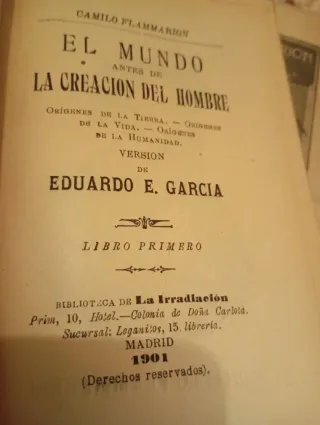 CAMILO FLAMMARION
EL MUNDO
ANTES DE
LA CREACION DEL HOMBRE
ORÍGENES DE LA TIERRA. — ORÍGENES
DE LA VIDA. — ORÍGENES
DE LA HUMANIDAD.
VERSION
DE
EDUARDO E. GARCIA
LIBRO PRIMERO
BIBLIOTECA DE La Irradiación
Prim, 10, Hotel.—Colonia de Doña Carlota.
Sucursal: Leganitos, 15, librería.
MADRID
1901
(Derechos reservados).